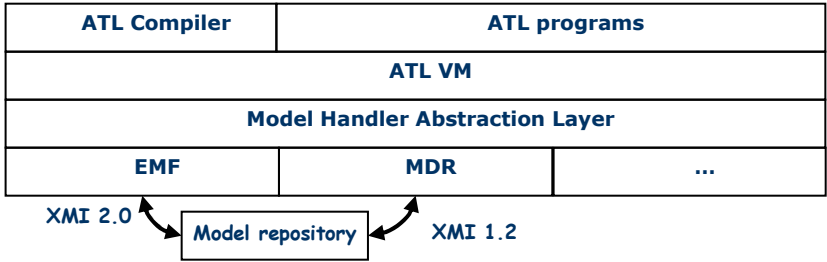 ATL Compiler ATL programs
ATL VM
Model Handler Abstraction Layer
EMF MDR ...
XMI 2.0
Model repository
XMI 1.2